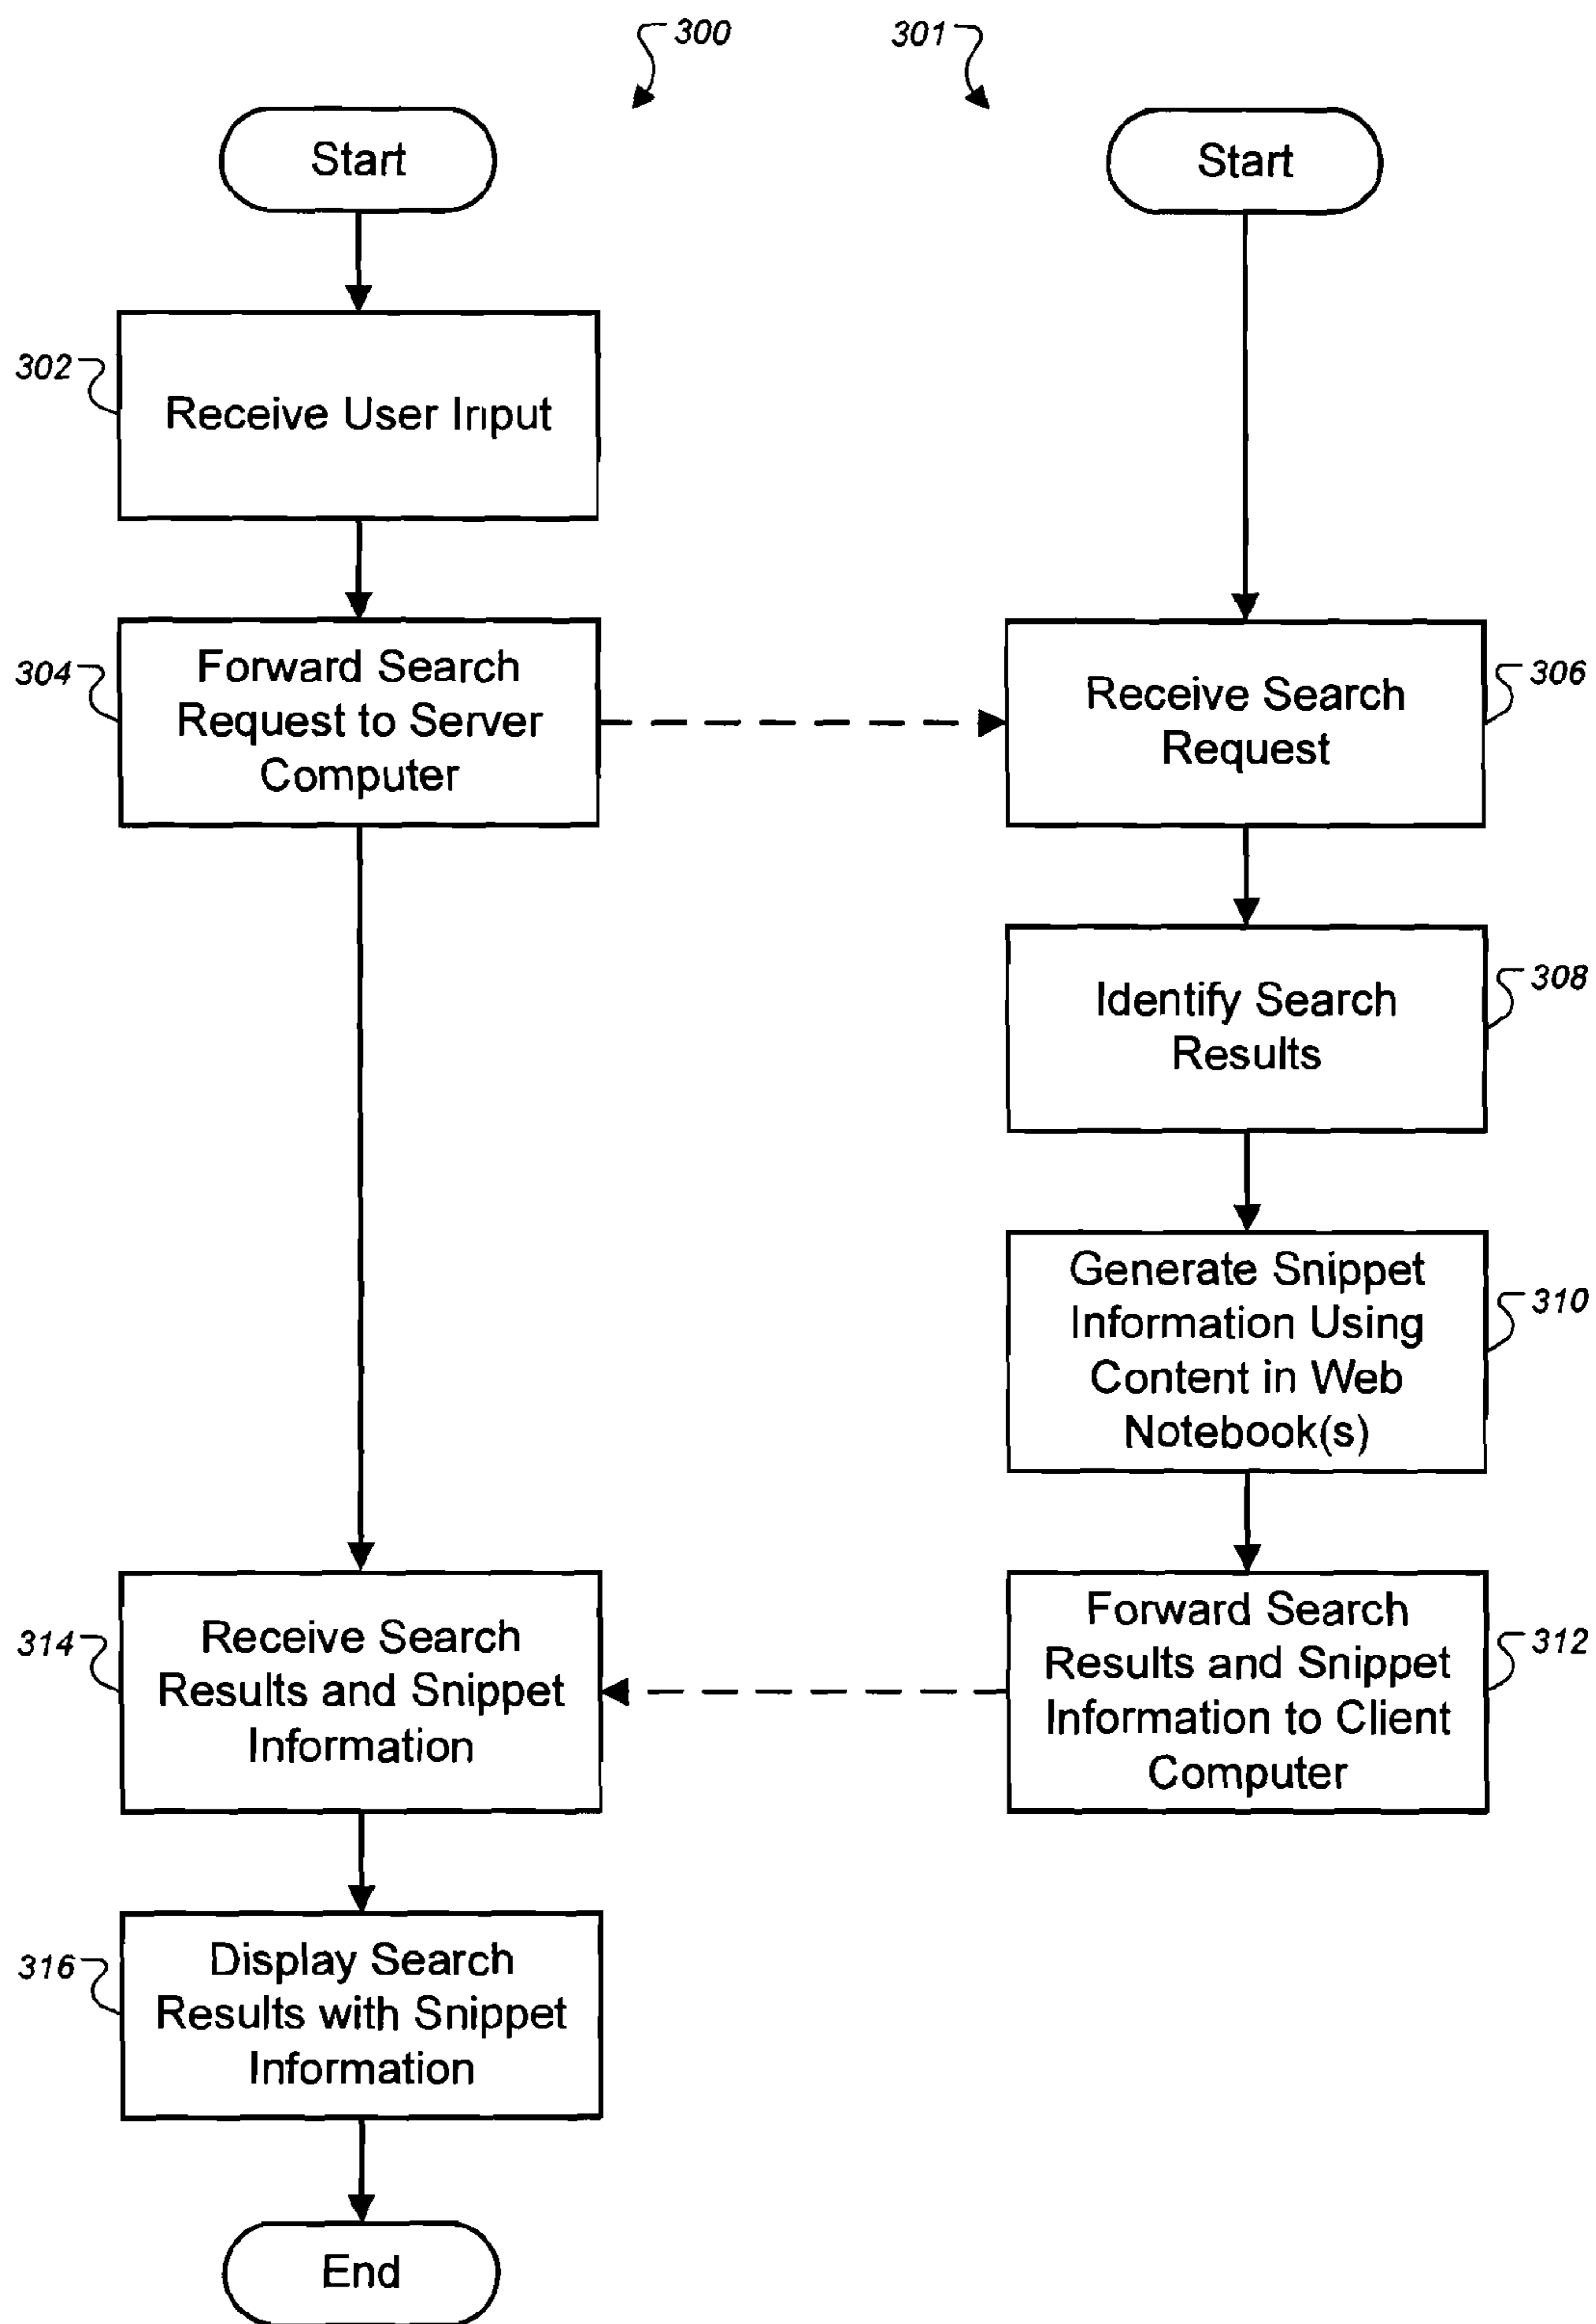 300
301
Start
Start
302
Receive User Input
304
Forward Search
Request to Server
Computer
306
Receive Search
Request
308
Identify Search
Results
310
Generate Snippet
Information Using
Content in Web
Notebook(s)
312
Forward Search
Results and Snippet
Information to Client
Computer
314
Receive Search
Results and Snippet
Information
316
Display Search
Results with Snippet
Information
End